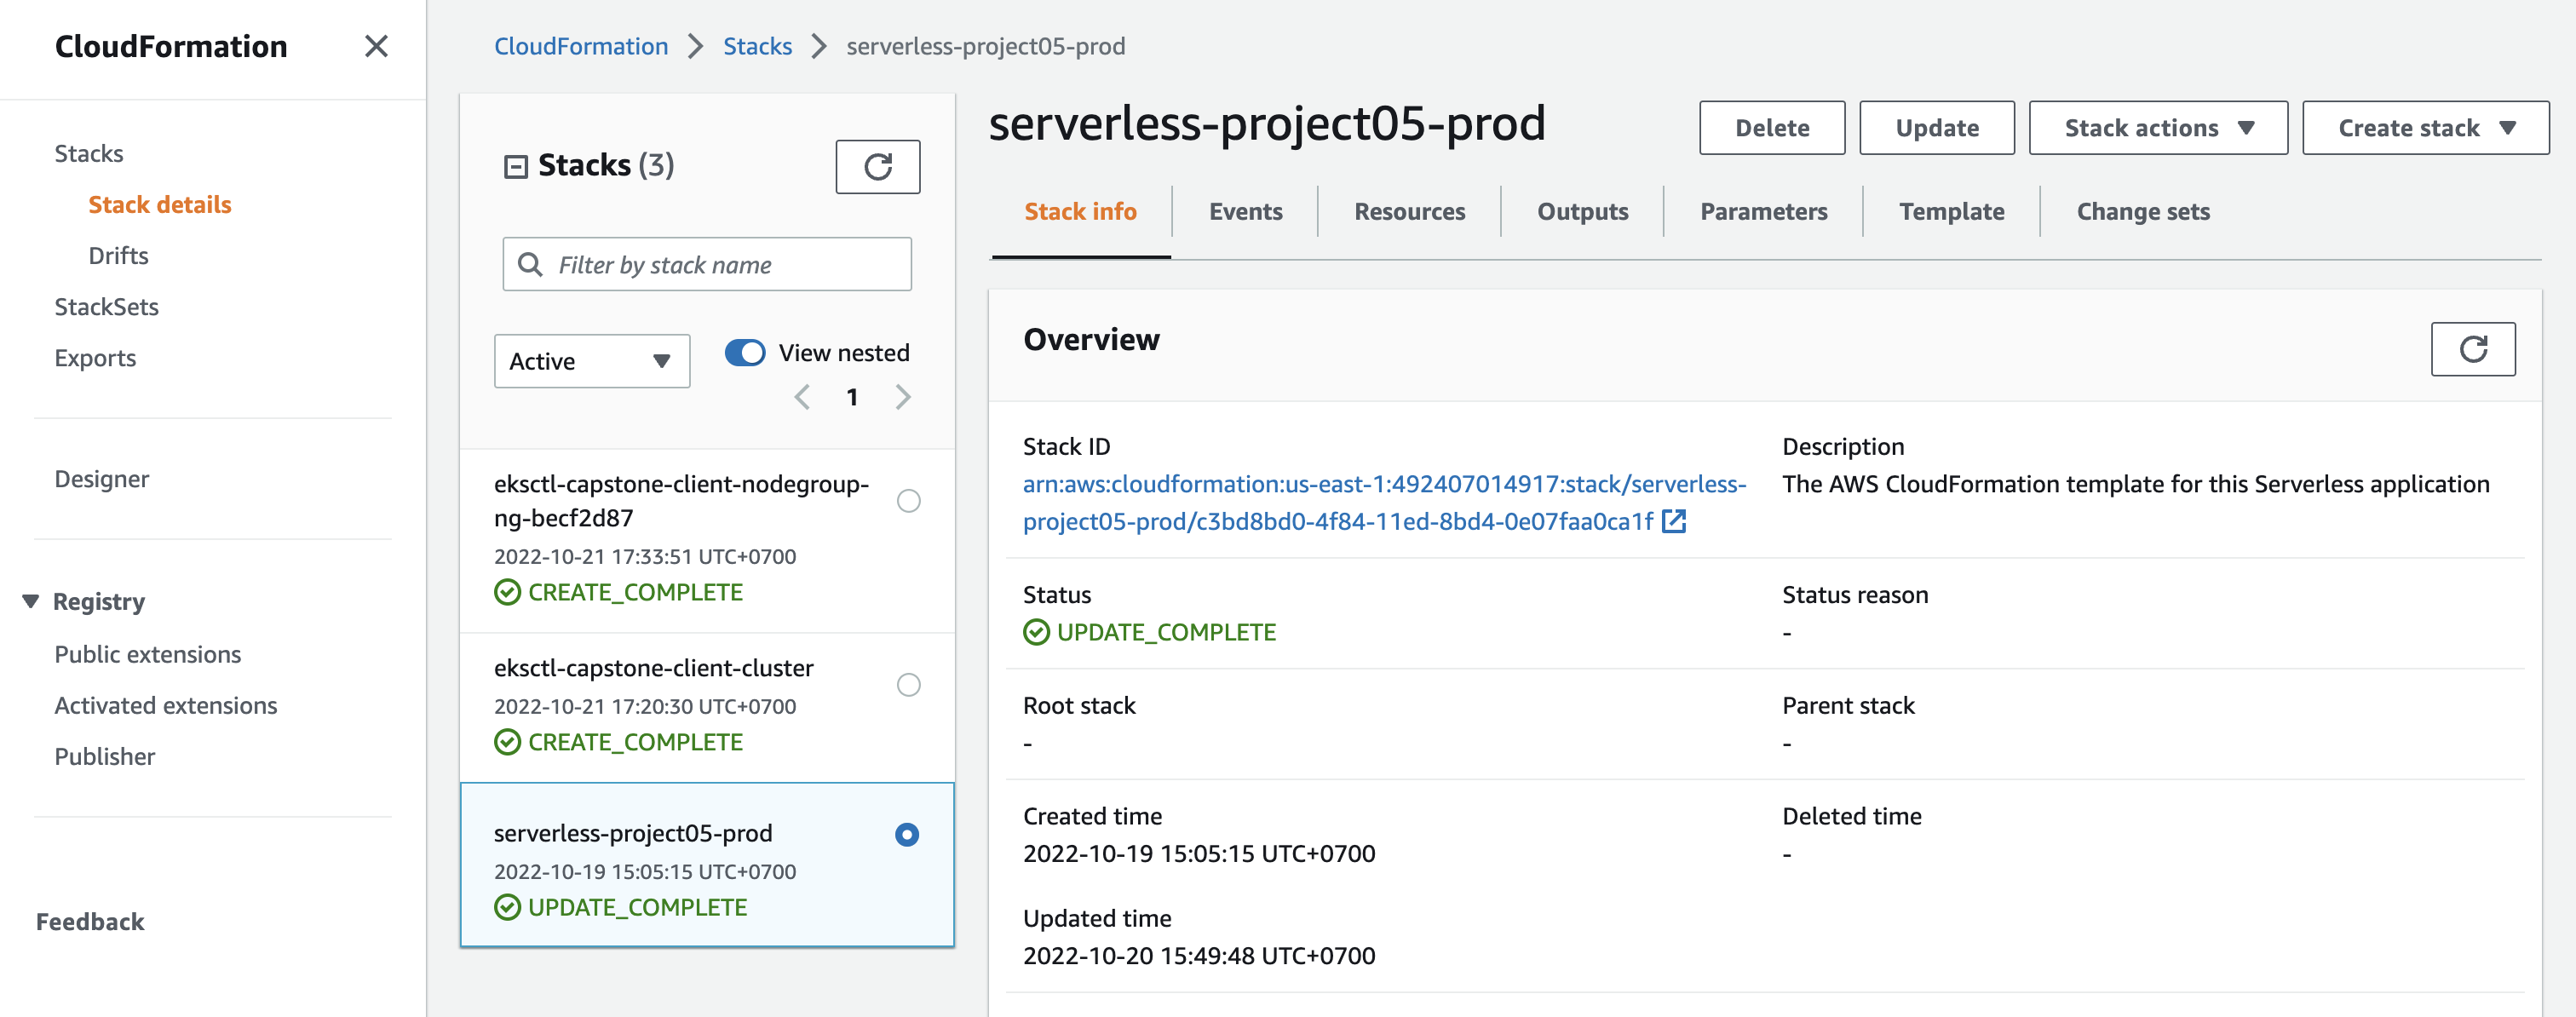 CloudFormation
Stacks
Stack details
Drifts
StackSets
Exports
Designer
Registry
Public extensions
Activated extensions
Publisher
Feedback
CloudFormation > Stacks > serverless-project05-prod
Stacks (3)
Filter by stack name
Active
View nested
1
eksctl-capstone-client-nodegroup-
ng-becf2d87
2022-10-21 17:33:51 UTC+0700
CREATE_COMPLETE
eksctl-capstone-client-cluster
2022-10-21 17:20:30 UTC+0700
CREATE_COMPLETE
serverless-project05-prod
2022-10-19 15:05:15 UTC+0700
UPDATE_COMPLETE
serverless-project05-prod
Delete Update Stack actions Create stack
Stack info Events Resources Outputs Parameters Template Change sets
Overview
Stack ID
arn:aws:cloudformation:us-east-1:492407014917:stack/serverless-
project05-prod/c3bd8bd0-4f84-11ed-8bd4-0e07faa0ca1f
Description
The AWS CloudFormation template for this Serverless application
Status
UPDATE_COMPLETE
Status reason
-
Root stack
-
Parent stack
-
Created time
2022-10-19 15:05:15 UTC+0700
Deleted time
-
Updated time
2022-10-20 15:49:48 UTC+0700